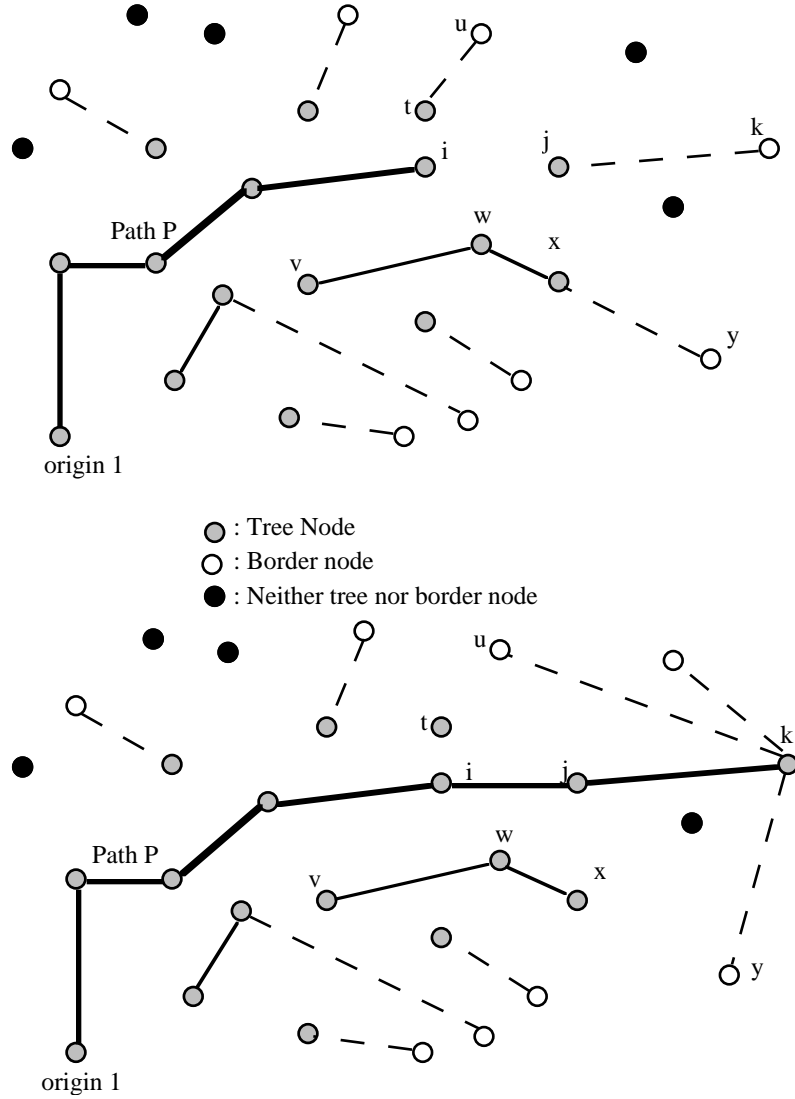 u
t
k
i
j
Path P
w
x
v
y
origin 1
: Tree Node
: Border node
: Neither tree nor border node
u
t
k
i
j
Path P
w
x
v
y
origin 1